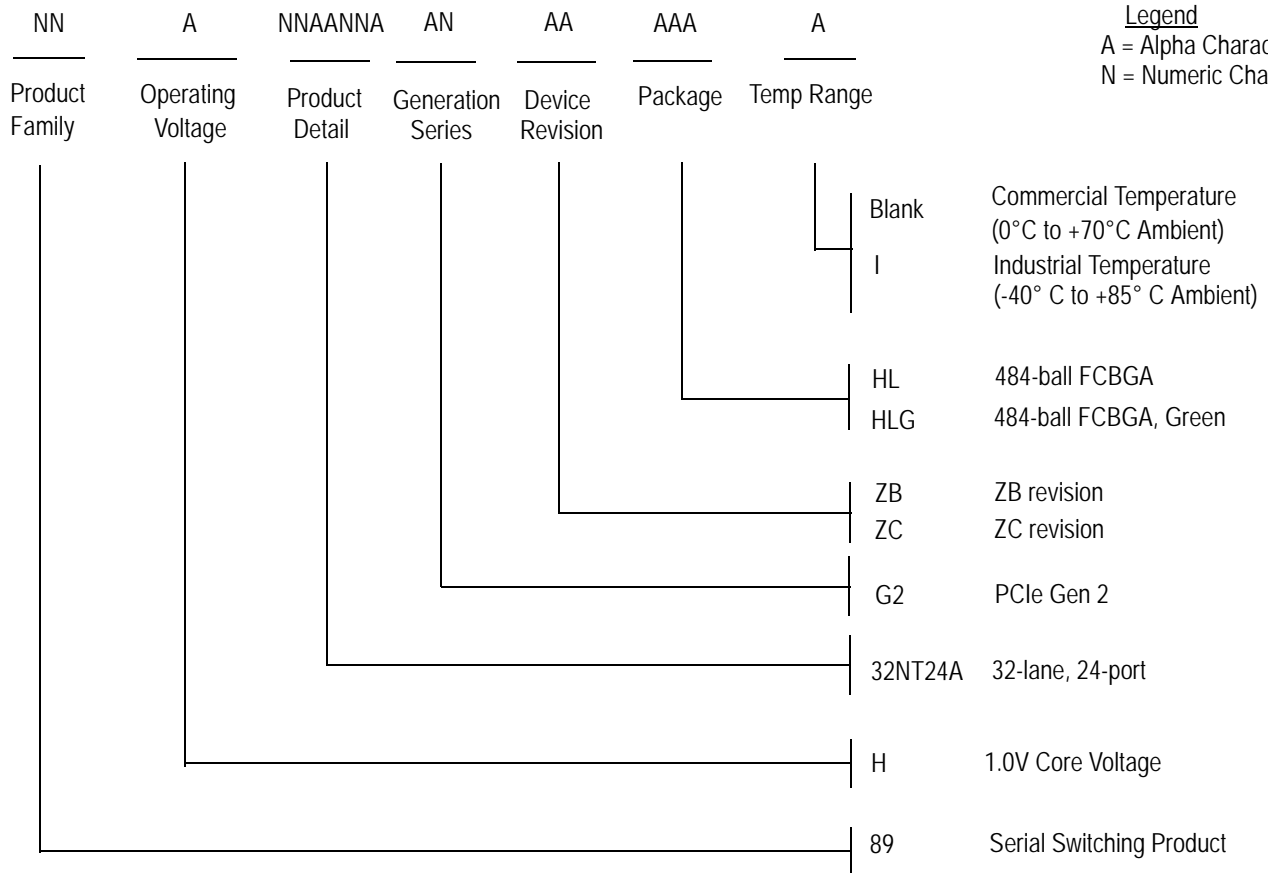 NN A NNAANNA AN AA AAA A
Legend
A = Alpha
N = Numeric
Product Family
Operating Voltage
Product Detail
Generation Series
Device Revision
Package
Temp Range
Blank Commercial Temperature
(0°C to +70°C Ambient)
I Industrial Temperature
(-40° C to +85° C Ambient)
HL 484-ball FCBGA
HLG 484-ball FCBGA, Green
ZB ZB revision
ZC ZC revision
G2 PCIe Gen 2
32NT24A 32-lane, 24-port
H 1.0V Core Voltage
89 Serial Switching Product